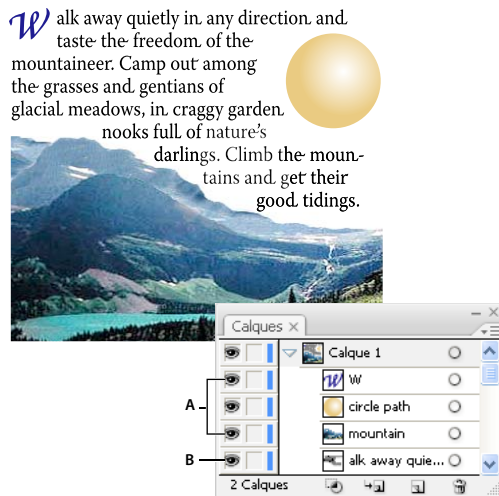 Walk away quietly in any direction and
taste the freedom of the
mountaineer. Camp out among
the grasses and gentians of
glacial meadows, in craggy garden
nooks full of nature's
darlings. Climb the moun-
tains and get their
good tidings.
Calques ×
Calque 1
W
circle path
A
mountain
B
alk away quie...
2 Calques